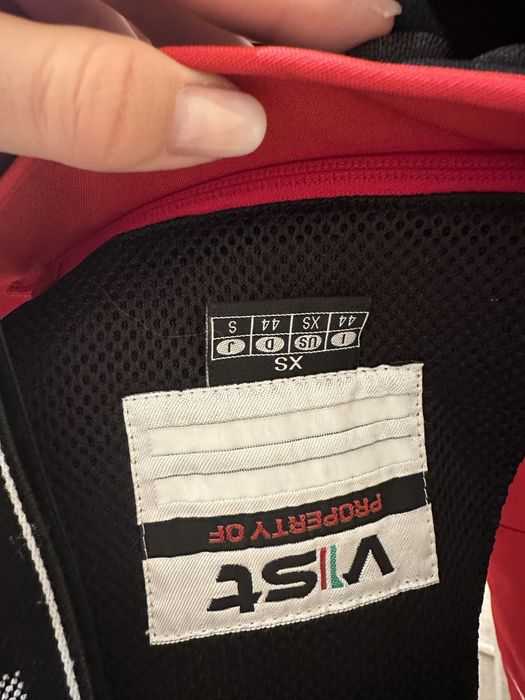 vist
PROPERTY OF
XS
I US D J
44 XS 44 S